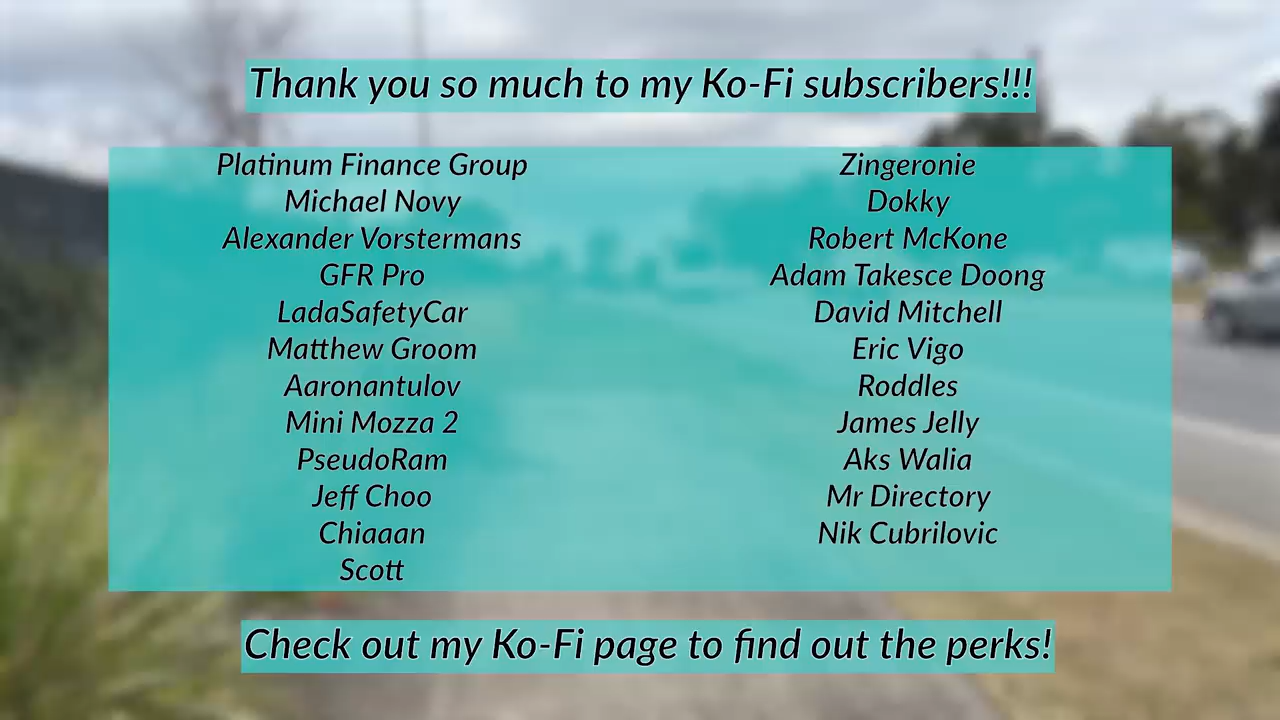 Thank you so much to my Ko-Fi subscribers!!!
Platinum Finance Group
Michael Novy
Alexander Vorstermans
GFR Pro
LadaSafetyCar
Matthew Groom
Aaronantulov
Mini Mozza 2
PseudoRam
Jeff Choo
Chiaaan
Scott
Zingeronie
Dokky
Robert McKone
Adam Takesce Doong
David Mitchell
Eric Vigo
Roddles
James Jelly
Aks Walia
Mr Directory
Nik Cubrilovic
Check out my Ko-Fi page to find out the perks!